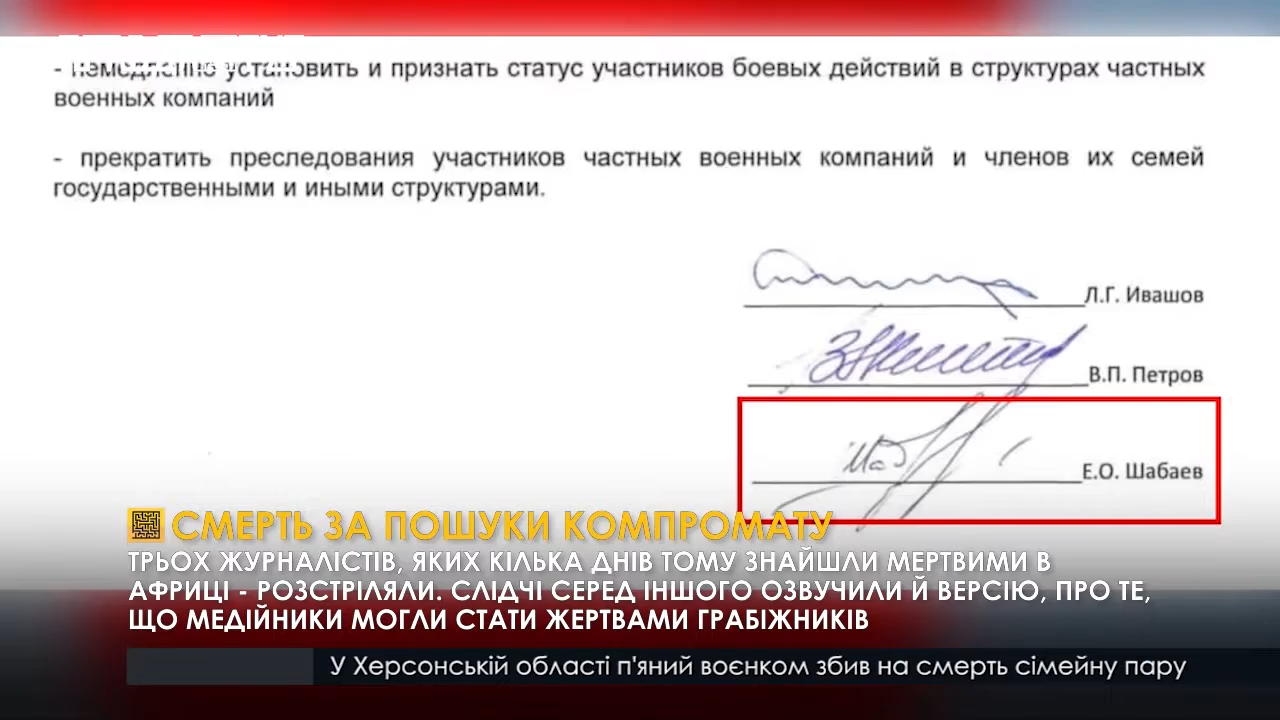 - немедленно установить и признать статус участников боевых действий в структурах частных
военных компаний
- прекратить преследования участников частных военных компаний и членов их семей
государственными и иными структурами.
Л.Г. Ивашов
В.П. Петров
Е.О. Шабаев
СМЕРТЬ ЗА ПОШУКИ КОМПРОМАТУ
ТРЬОХ ЖУРНАЛІСТІВ, ЯКИХ КІЛЬКА ДНІВ ТОМУ ЗНАЙШЛИ МЕРТВИМИ В
АФРИЦІ - РОЗСТРІЛЯЛИ. СЛІДЧІ СЕРЕД ІНШОГО ОЗВУЧИЛИ Й ВЕРСІЮ, ПРО ТЕ,
ЩО МЕДІЙНИКИ МОГЛИ СТАТИ ЖЕРТВАМИ ГРАБІЖНИКІВ
У Херсонській області п'яний воєнком збив на смерть сімейну пару